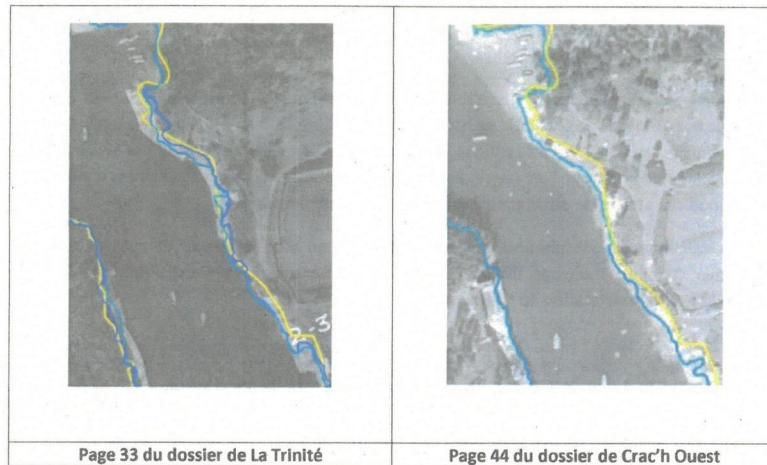 2-3
Page 33 du dossier de La Trinité
Page 44 du dossier de Crac'h Ouest